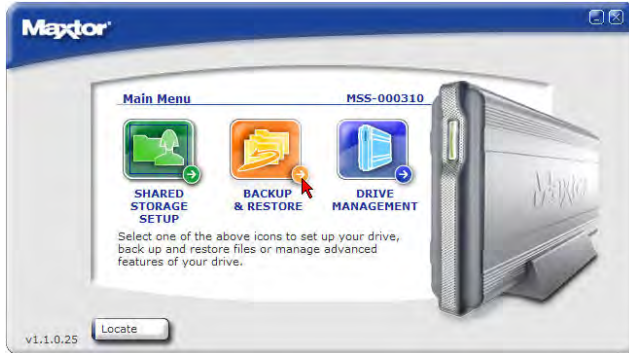 Maxtor
Main Menu MSS-000310
SHARED STORAGE SETUP
BACKUP & RESTORE
DRIVE MANAGEMENT
Select one of the above icons to set up your drive,
back up and restore files or manage advanced
features of your drive.
Maxtor
Locate
v1.1.0.25